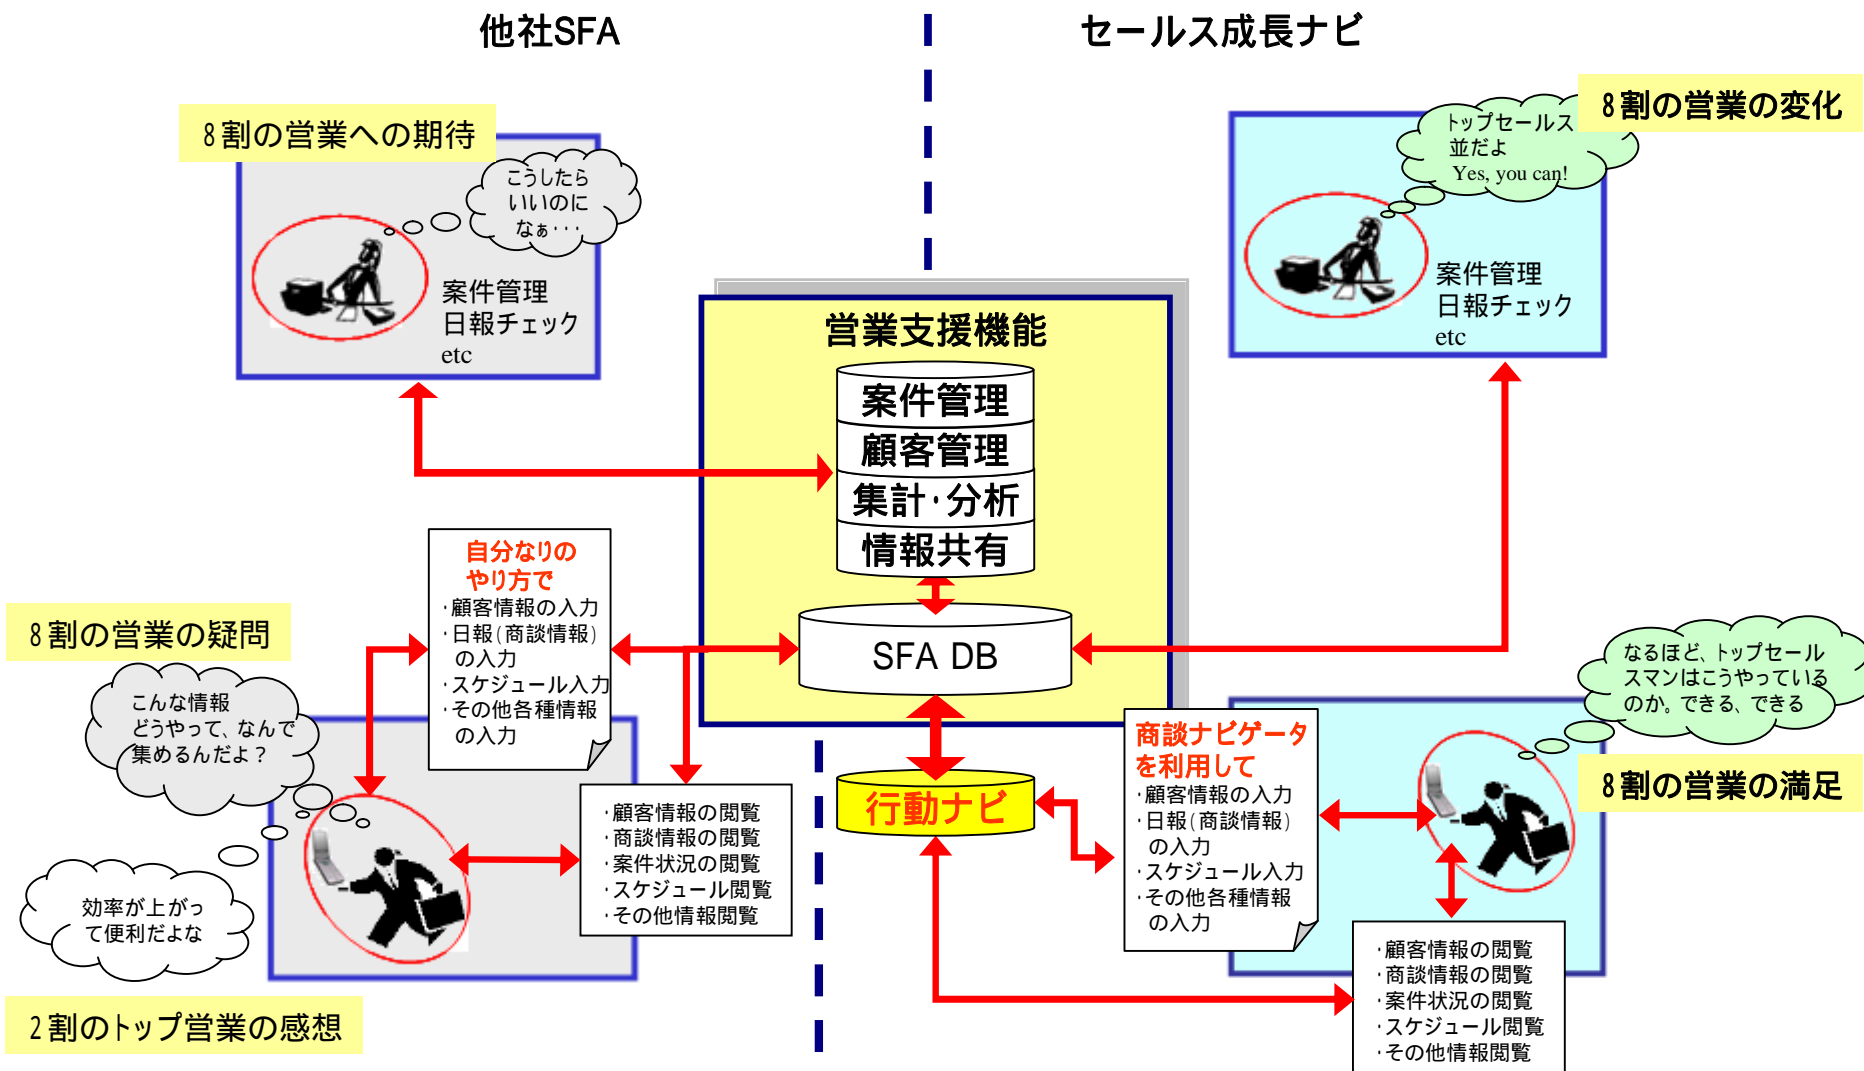 他社SFA
セールス成長ナビ
8割の営業への期待
こうしたら
いいのに
なぁ・・・
案件管理
日報チェック
etc
8割の営業の変化
トップセールス
並だよ
Yes, you can!
案件管理
日報チェック
etc
営業支援機能
案件管理
顧客管理
集計・分析
情報共有
SFA DB
行動ナビ
自分なりの
やり方で
・顧客情報の入力
・日報(商談情報)
の入力
・スケジュール入力
・その他各種情報
の入力
8割の営業の疑問
こんな情報
どうやって、なんで
集めるんだよ?
・顧客情報の閲覧
・商談情報の閲覧
・案件状況の閲覧
・スケジュール閲覧
・その他情報閲覧
効率が上がっ
て便利だよな
2割のトップ営業の感想
商談ナビゲータ
を利用して
・顧客情報の入力
・日報(商談情報)
の入力
・スケジュール入力
・その他各種情報
の入力
なるほど、トップセール
スマンはこうやっている
のか。できる、できる
8割の営業の満足
・顧客情報の閲覧
・商談情報の閲覧
・案件状況の閲覧
・スケジュール閲覧
・その他情報閲覧